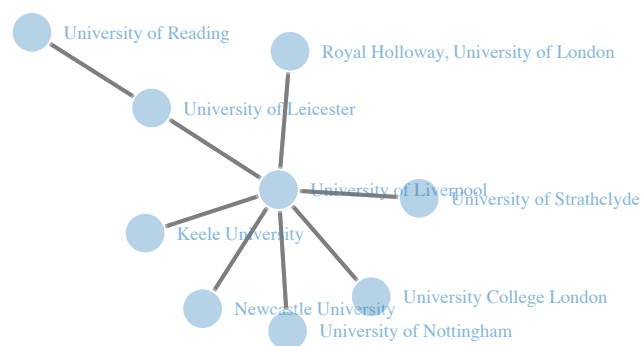 University of Reading
Royal Holloway, University of London
University of Leicester
University of Liverpool
University of Strathclyde
Keele University
University College London
Newcastle University
University of Nottingham